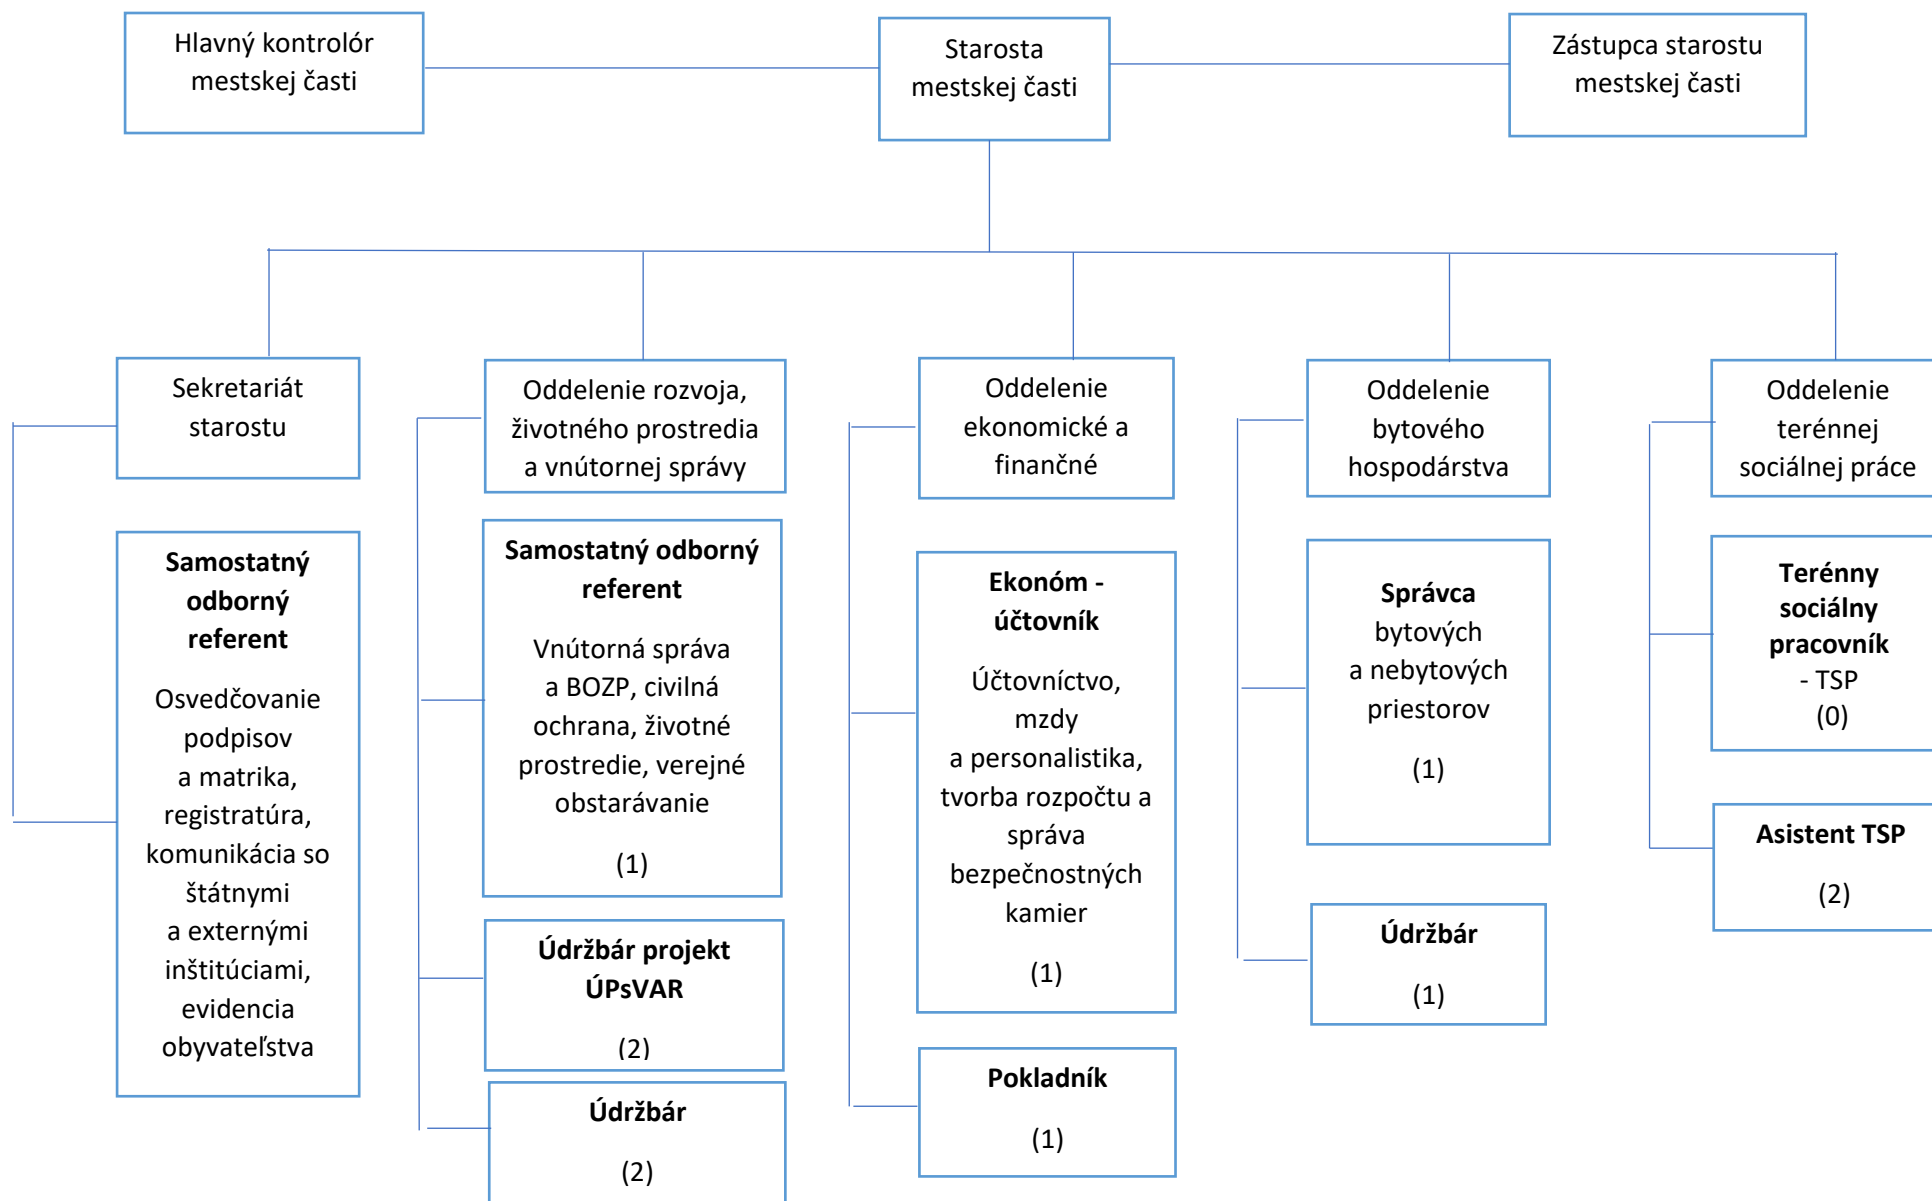 Hlavný kontrolór
mestskej časti
Starosta
mestskej časti
Zástupca starostu
mestskej časti
Sekretariát
starostu
Oddelenie rozvoja,
životného prostredia
a vnútornej správy
Oddelenie
ekonomické a
finančné
Oddelenie
bytového
hospodárstva
Oddelenie
terénnej
sociálnej práce
Samostatný
odborný
referent
Osvedčovanie
podpisov
a matrika,
registratúra,
komunikácia so
štátnymi
a externými
inštitúciami,
evidencia
obyvateľstva
Samostatný odborný
referent
Vnútorná správa
a BOZP, civilná
ochrana, životné
prostredie, verejné
obstarávanie
(1)
Údržbár projekt
ÚPsVAR
(2)
Údržbár
(2)
Ekonóm -
účtovník
Účtovníctvo,
mzdy
a personalistika,
tvorba rozpočtu a
správa
bezpečnostných
kamier
(1)
Pokladník
(1)
Správca
bytových
a nebytových
priestorov
(1)
Údržbár
(1)
Terénny
sociálny
pracovník
- TSP
(0)
Asistent TSP
(2)